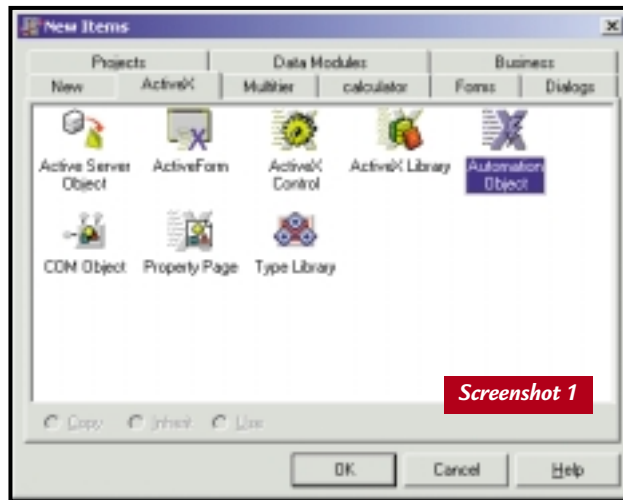 New Items
Projects Data Modules Business
New ActiveX Multitier calculator Forms Dialogs
Active Server Object
ActiveForm
ActiveX Control
ActiveX Library
Automation Object
COM Object
Property Page
Type Library
Screenshot 1
Copy Inherit Use
OK Cancel Help